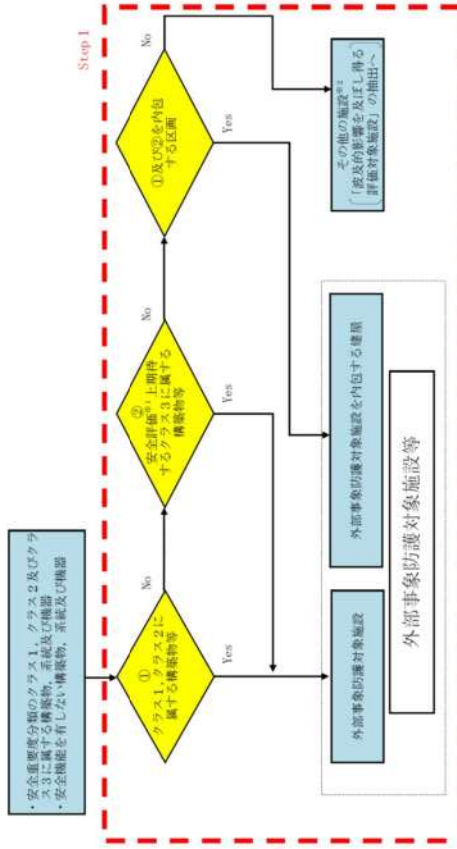 ・安全重要度分類のクラス1，クラス2及びクラ
ス3に属する構築物，系統及び機器
・安全機能を有しない構築物，系統及び機器
Step 1
①
クラス1，クラス2に
属する構築物等
No
Yes
②
安全評価※1上期待
するクラス3に属する
構築物等
No
Yes
①及び②を内包
する区画
No
Yes
外部事象防護対象施設
外部事象防護対象施設を内包する建屋
外部事象防護対象施設等
その他の施設※2
「波及的影響を及ぼし得る
評価対象施設」の抽出へ